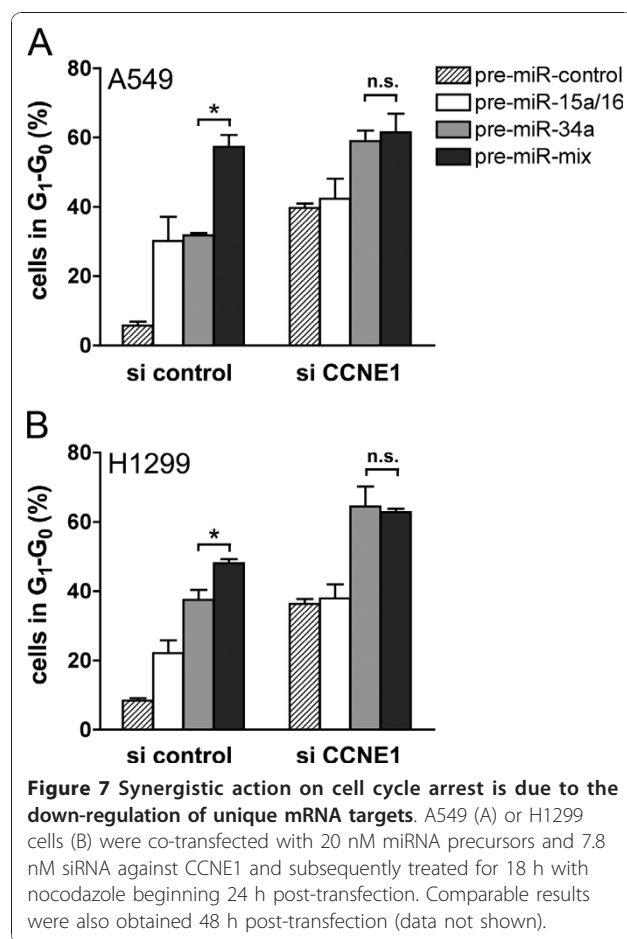 A
A549
80
60
40
20
0
cells in G₁-G₀ (%)
*
n.s.
si control
si CCNE1
pre-miR-control
pre-miR-15a/16
pre-miR-34a
pre-miR-mix
B
H1299
80
60
40
20
0
cells in G₁-G₀ (%)
*
n.s.
si control
si CCNE1
Figure 7 Synergistic action on cell cycle arrest is due to the
down-regulation of unique mRNA targets. A549 (A) or H1299
cells (B) were co-transfected with 20 nM miRNA precursors and 7.8
nM siRNA against CCNE1 and subsequently treated for 18 h with
nocodazole beginning 24 h post-transfection. Comparable results
were also obtained 48 h post-transfection (data not shown).